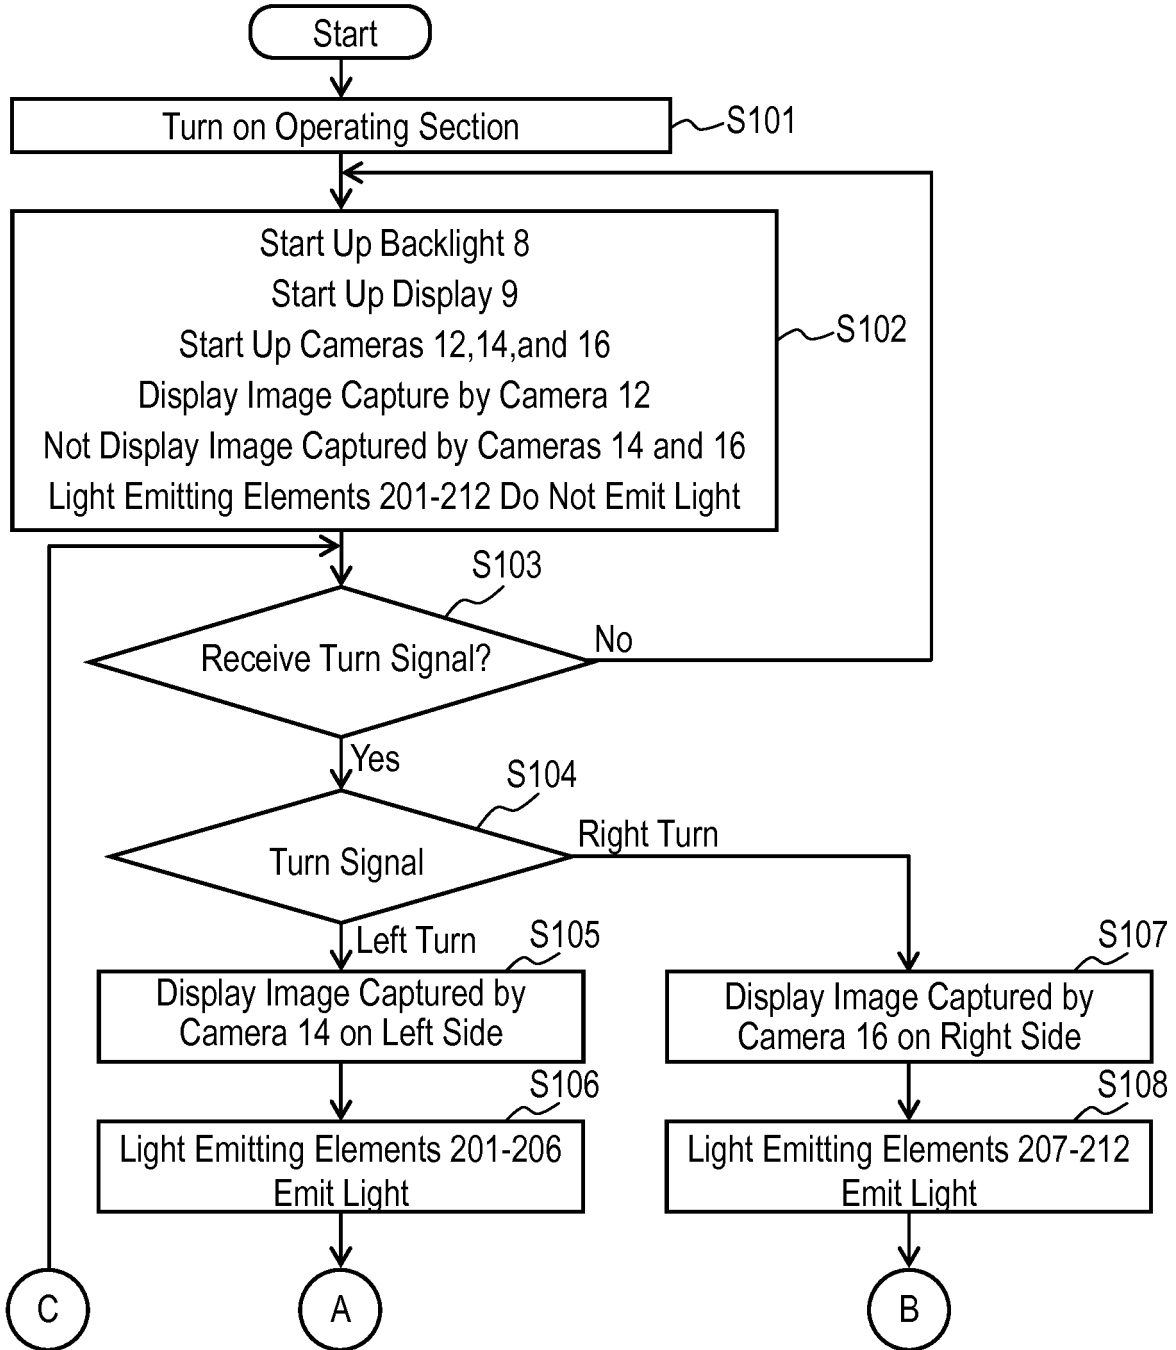 Start
Turn on Operating Section
S101
Start Up Backlight 8
Start Up Display 9
Start Up Cameras 12,14,and 16
Display Image Capture by Camera 12
Not Display Image Captured by Cameras 14 and 16
Light Emitting Elements 201-212 Do Not Emit Light
S102
S103
Receive Turn Signal?
No
Yes
S104
Turn Signal
Right Turn
Left Turn
S105
Display Image Captured by
Camera 14 on Left Side
S107
Display Image Captured by
Camera 16 on Right Side
S106
Light Emitting Elements 201-206
Emit Light
S108
Light Emitting Elements 207-212
Emit Light
C
A
B